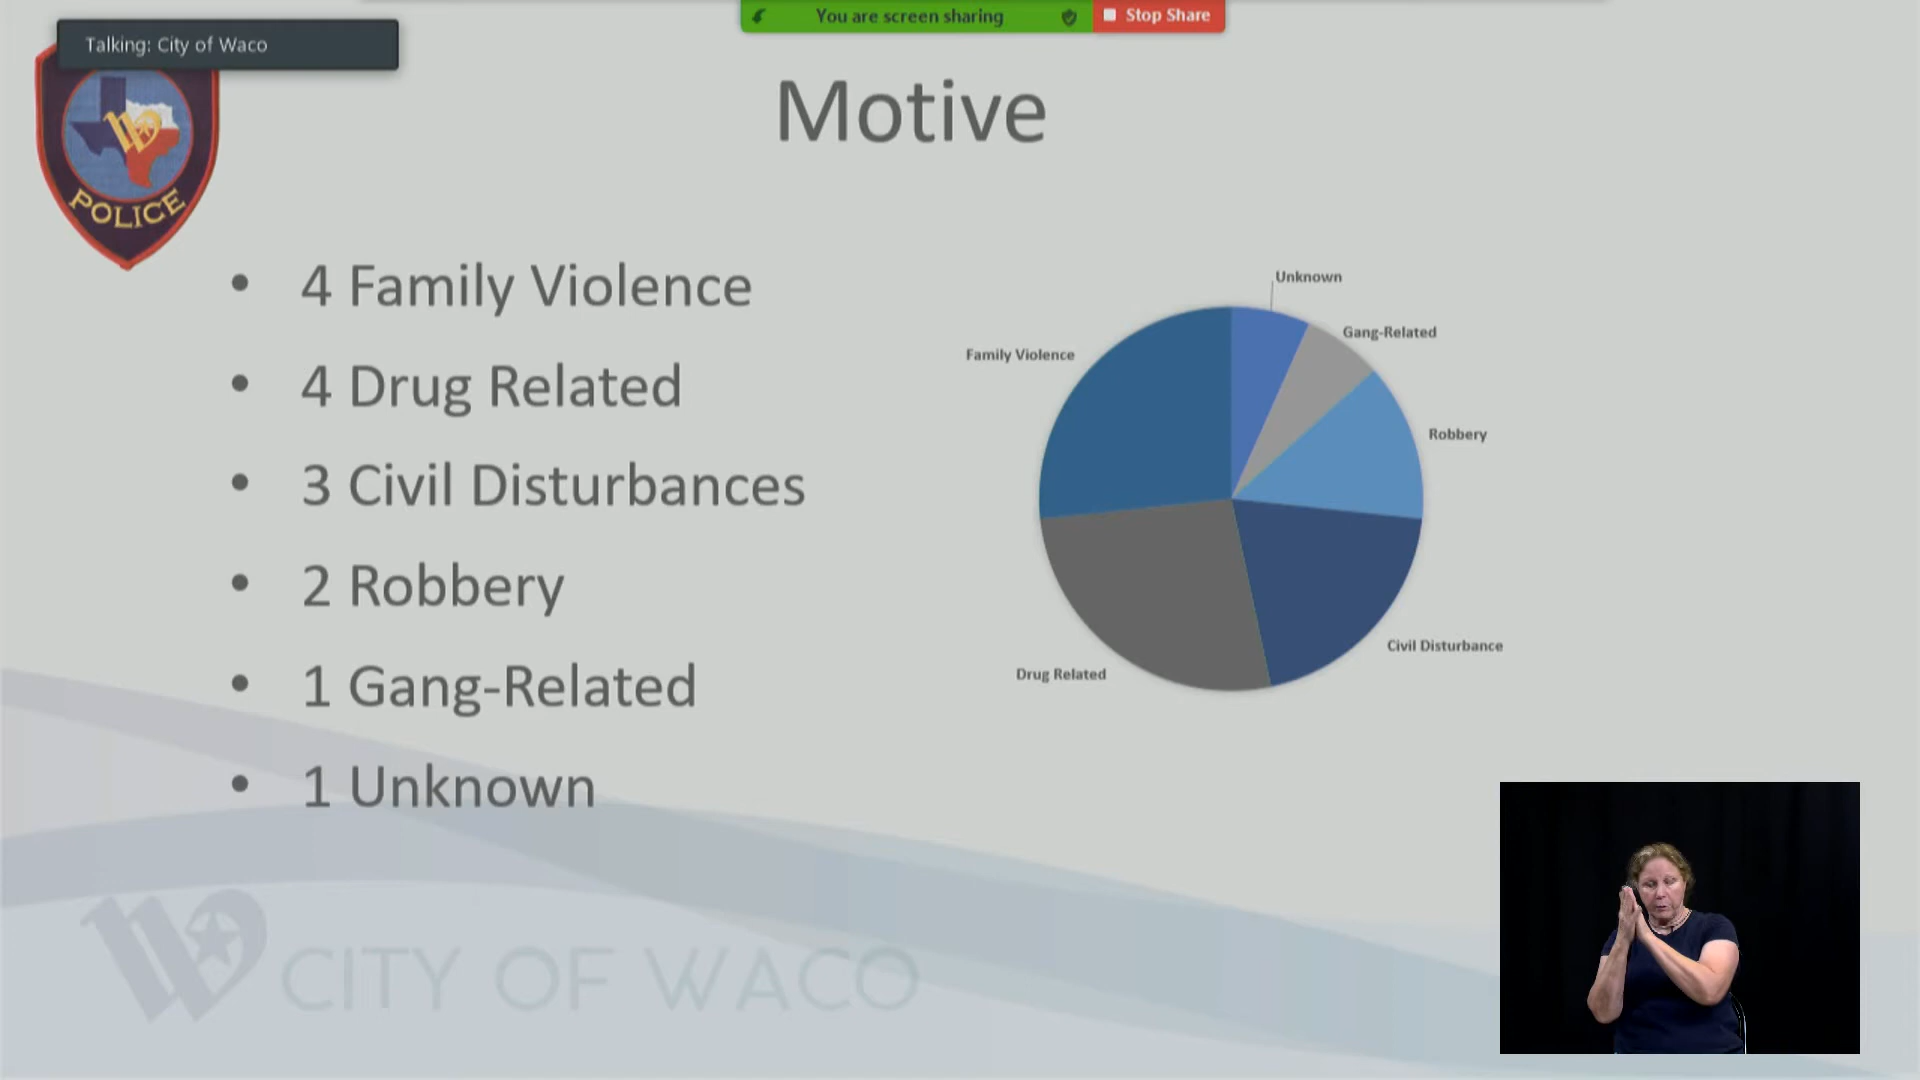 You are screen sharing
Stop Share
Talking: City of Waco
POLICE
Motive
• 4 Family Violence
• 4 Drug Related
• 3 Civil Disturbances
• 2 Robbery
• 1 Gang-Related
• 1 Unknown
Unknown
Gang-Related
Family Violence
Robbery
Civil Disturbance
Drug Related
CITY OF WACO